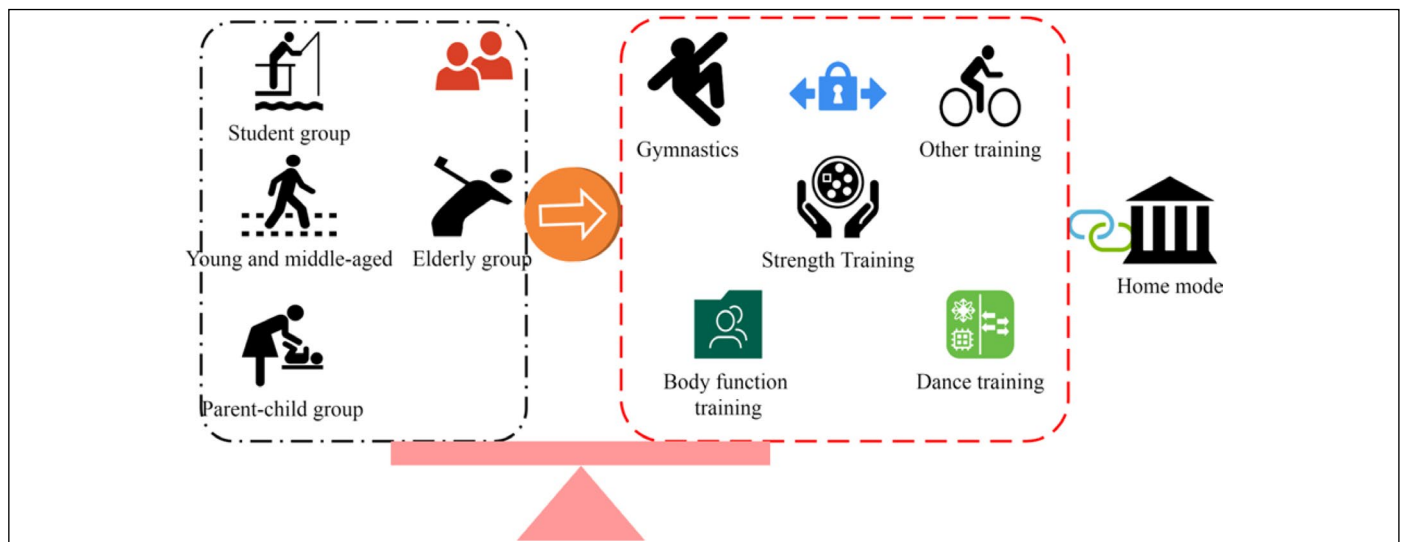 Student group
Young and middle-aged
Elderly group
Parent-child group
Gymnastics
Other training
Strength Training
Body function
training
Dance training
Home mode